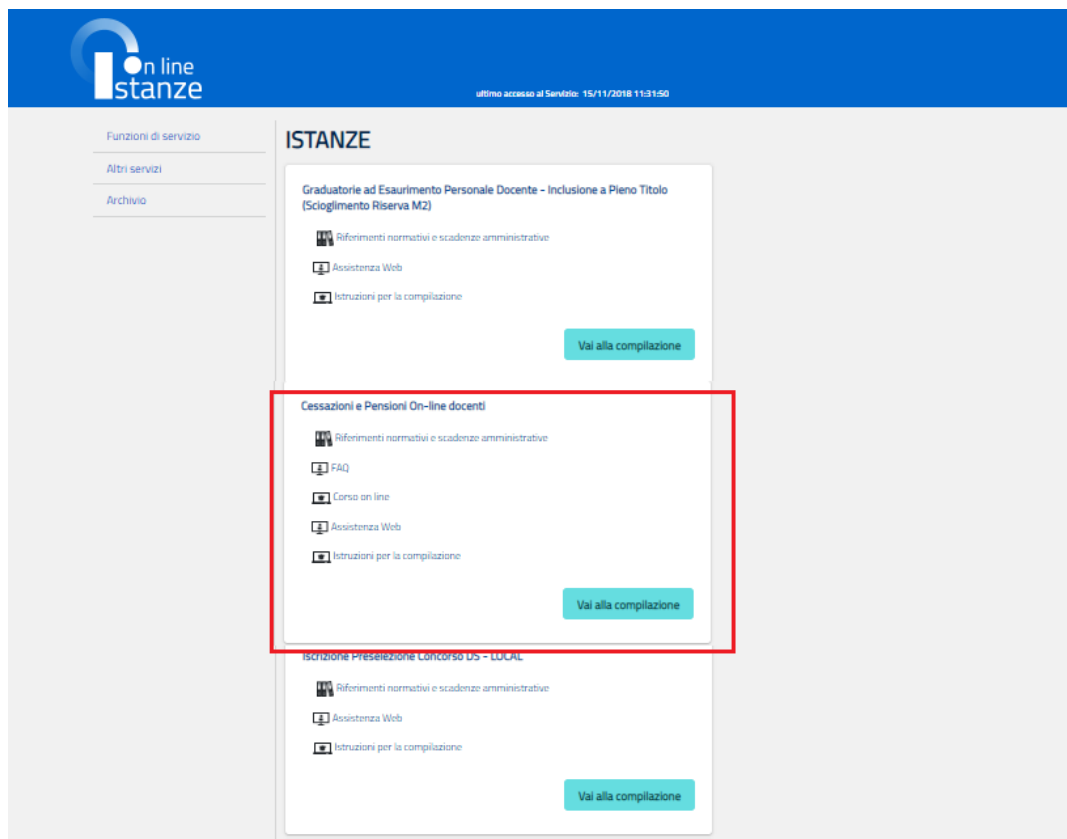 On line
Istanze
ultimo accesso al Servizio: 15/11/2018 11:31:50
Funzioni di servizio
Altri servizi
Archivio
ISTANZE
Graduatorie ad Esaurimento Personale Docente - Inclusione a Pieno Titolo
(Scioglimento Riserva M2)
Riferimenti normativi e scadenze amministrative
Assistenza Web
Istruzioni per la compilazione
Vai alla compilazione
Cessazioni e Pensioni On-line docenti
Riferimenti normativi e scadenze amministrative
FAQ
Corso on line
Assistenza Web
Istruzioni per la compilazione
Vai alla compilazione
Iscrizione Preselezione Concorso DS - LOCAL
Riferimenti normativi e scadenze amministrative
Assistenza Web
Istruzioni per la compilazione
Vai alla compilazione